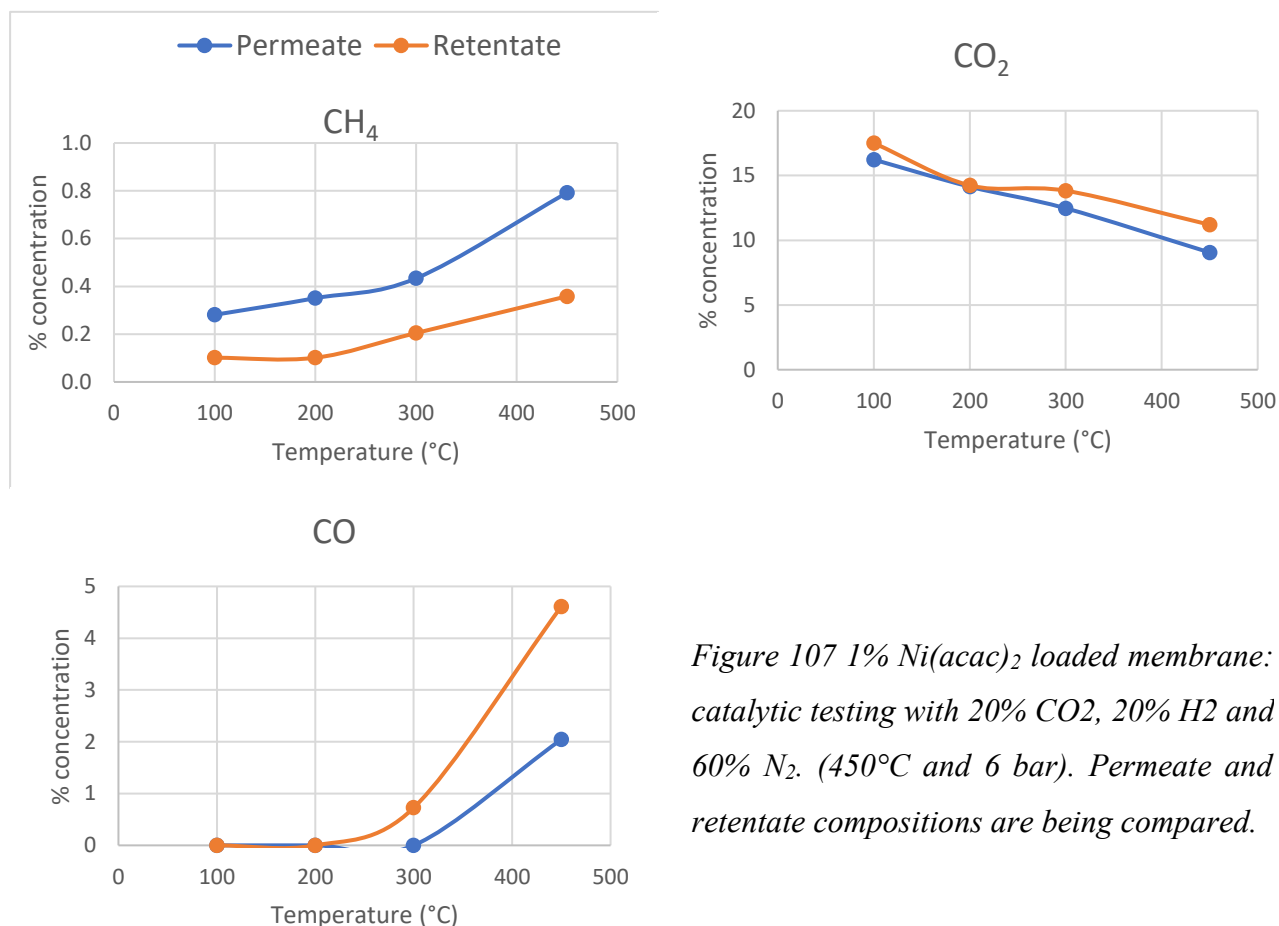 Permeate Retentate
CH₄
1.0
0.8
0.6
0.4
0.2
0.0
% concentration
0 100 200 300 400 500
Temperature (°C)
CO₂
20
15
10
5
0
% concentration
0 100 200 300 400 500
Temperature (°C)
CO
5
4
3
2
1
0
% concentration
0 100 200 300 400 500
Temperature (°C)
Figure 107 1% Ni(acac)₂ loaded membrane:
catalytic testing with 20% CO2, 20% H2 and
60% N₂. (450°C and 6 bar). Permeate and
retentate compositions are being compared.